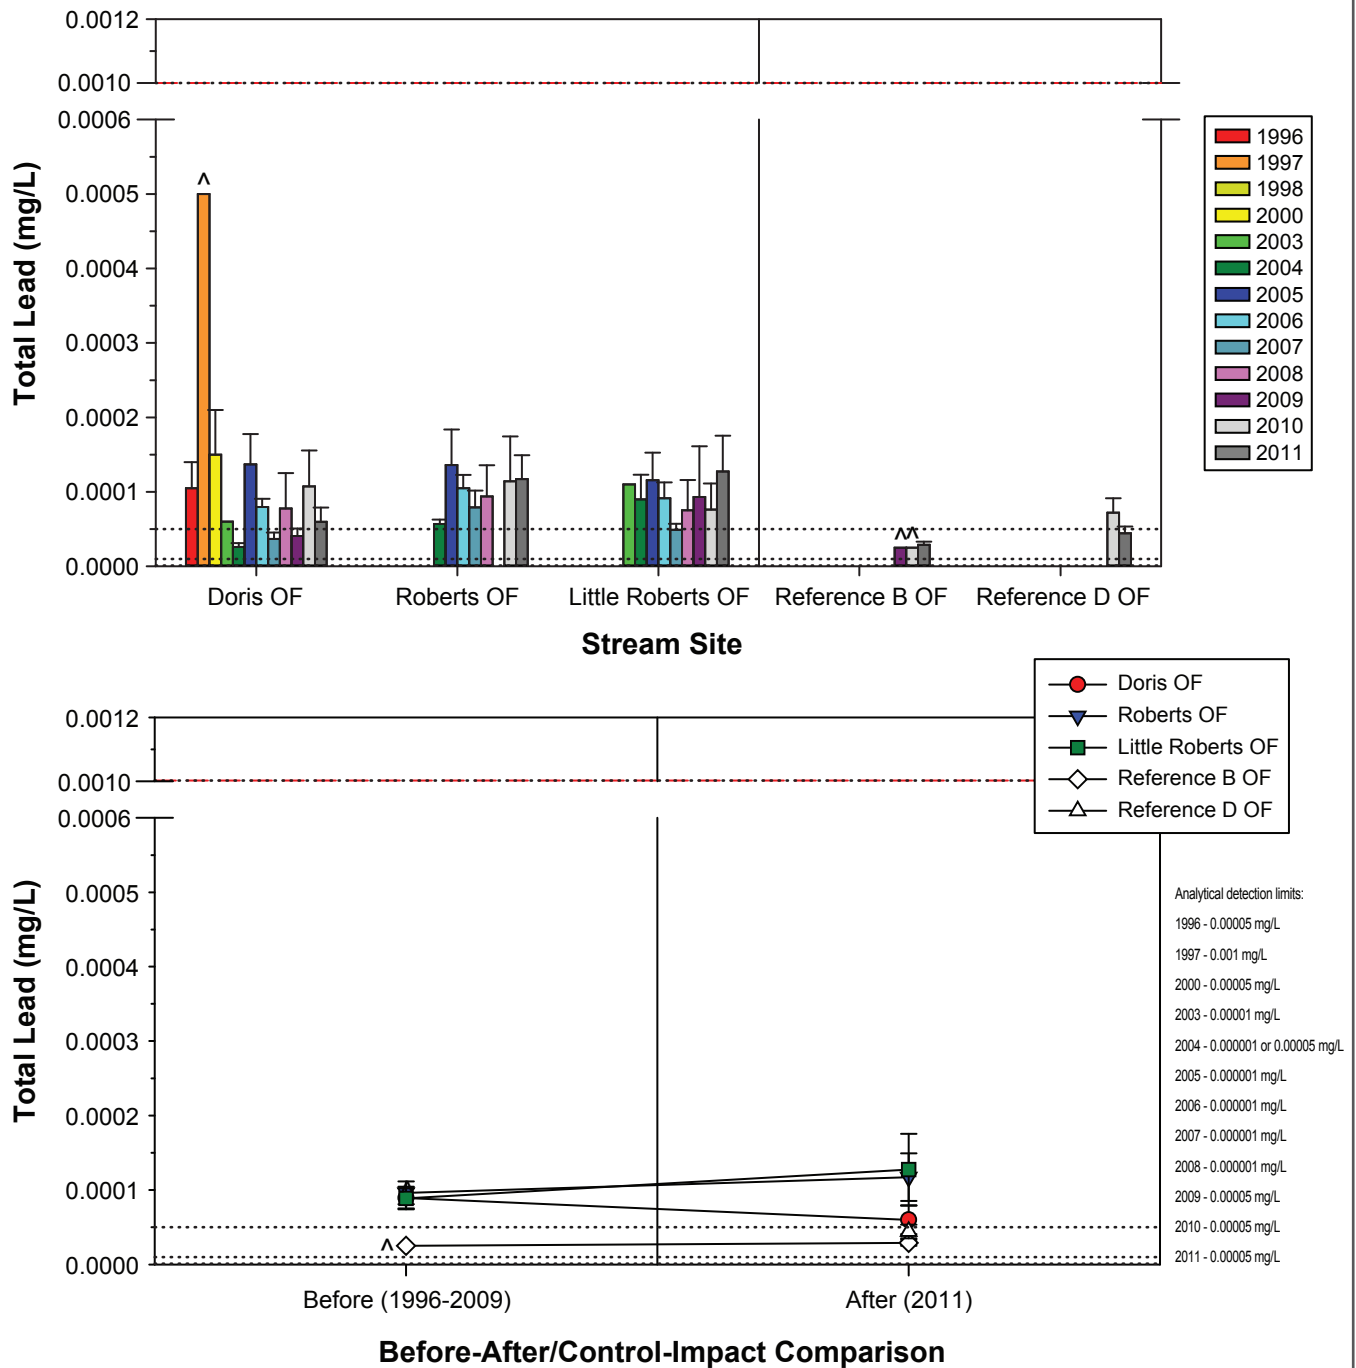 0.0012
0.0010
0.0006
0.0005
0.0004
0.0003
0.0002
0.0001
0.0000
Total Lead (mg/L)
^
^^
Doris OF
Roberts OF
Little Roberts OF
Reference B OF
Reference D OF
Stream Site
1996
1997
1998
2000
2003
2004
2005
2006
2007
2008
2009
2010
2011
Doris OF
Roberts OF
Little Roberts OF
Reference B OF
Reference D OF
0.0012
0.0010
0.0006
0.0005
0.0004
0.0003
0.0002
0.0001
0.0000
Total Lead (mg/L)
^
Before (1996-2009)
After (2011)
Before-After/Control-Impact Comparison
Analytical detection limits:
1996 - 0.00005 mg/L
1997 - 0.001 mg/L
2000 - 0.00005 mg/L
2003 - 0.00001 mg/L
2004 - 0.000001 or 0.00005 mg/L
2005 - 0.000001 mg/L
2006 - 0.000001 mg/L
2007 - 0.000001 mg/L
2008 - 0.000001 mg/L
2009 - 0.00005 mg/L
2010 - 0.00005 mg/L
2011 - 0.00005 mg/L